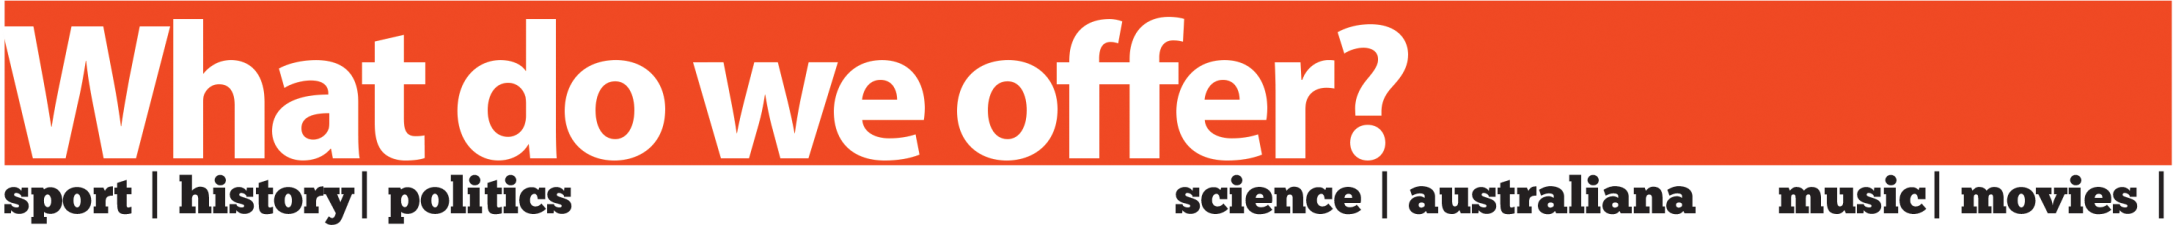 What do we offer?
sport | history| politics science | australiana music| movies |